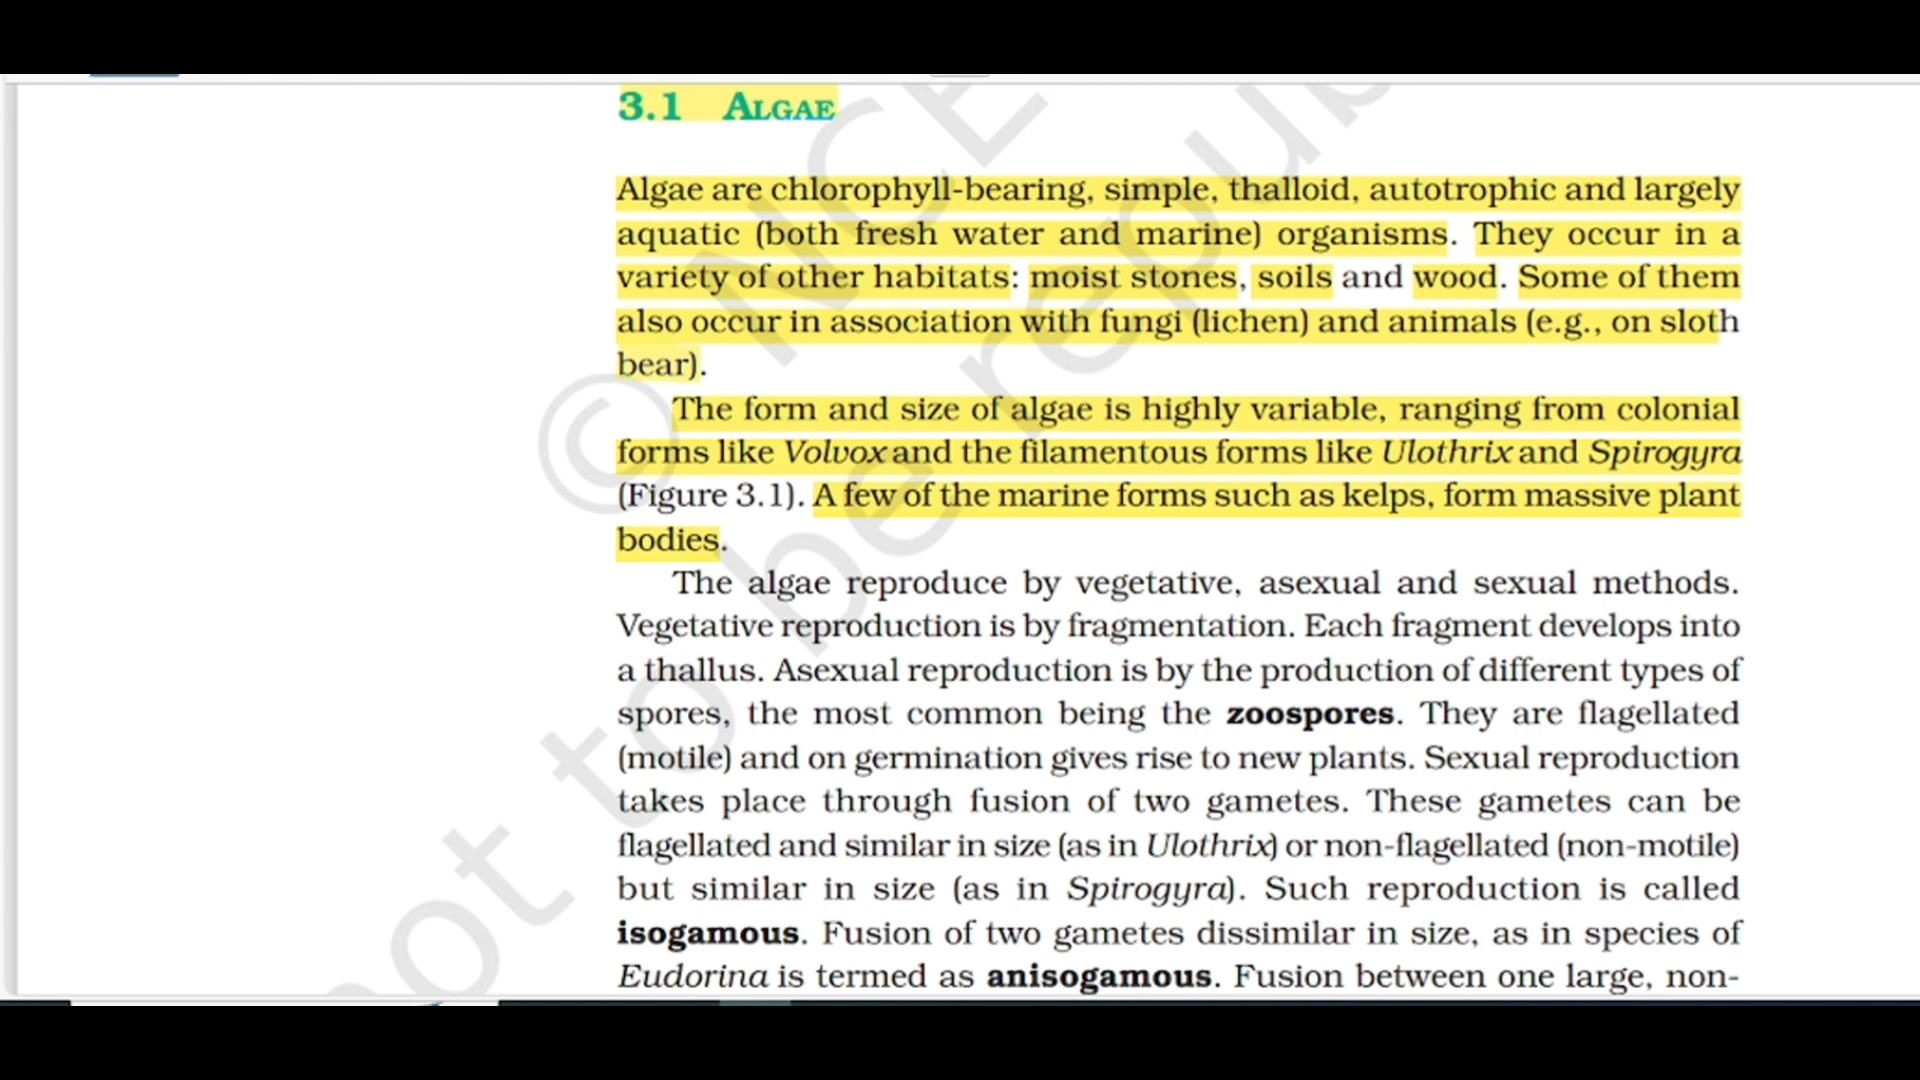 3.1 ALGAE
Algae are chlorophyll-bearing, simple, thalloid, autotrophic and largely
aquatic (both fresh water and marine) organisms. They occur in a
variety of other habitats: moist stones, soils and wood. Some of them
also occur in association with fungi (lichen) and animals (e.g., on sloth
bear).
The form and size of algae is highly variable, ranging from colonial
forms like Volvox and the filamentous forms like Ulothrix and Spirogyra
(Figure 3.1). A few of the marine forms such as kelps, form massive plant
bodies.
The algae reproduce by vegetative, asexual and sexual methods.
Vegetative reproduction is by fragmentation. Each fragment develops into
a thallus. Asexual reproduction is by the production of different types of
spores, the most common being the zoospores. They are flagellated
(motile) and on germination gives rise to new plants. Sexual reproduction
takes place through fusion of two gametes. These gametes can be
flagellated and similar in size (as in Ulothrix) or non-flagellated (non-motile)
but similar in size (as in Spirogyra). Such reproduction is called
isogamous. Fusion of two gametes dissimilar in size, as in species of
Eudorina is termed as anisogamous. Fusion between one large, non-
© NCE
not to be repub